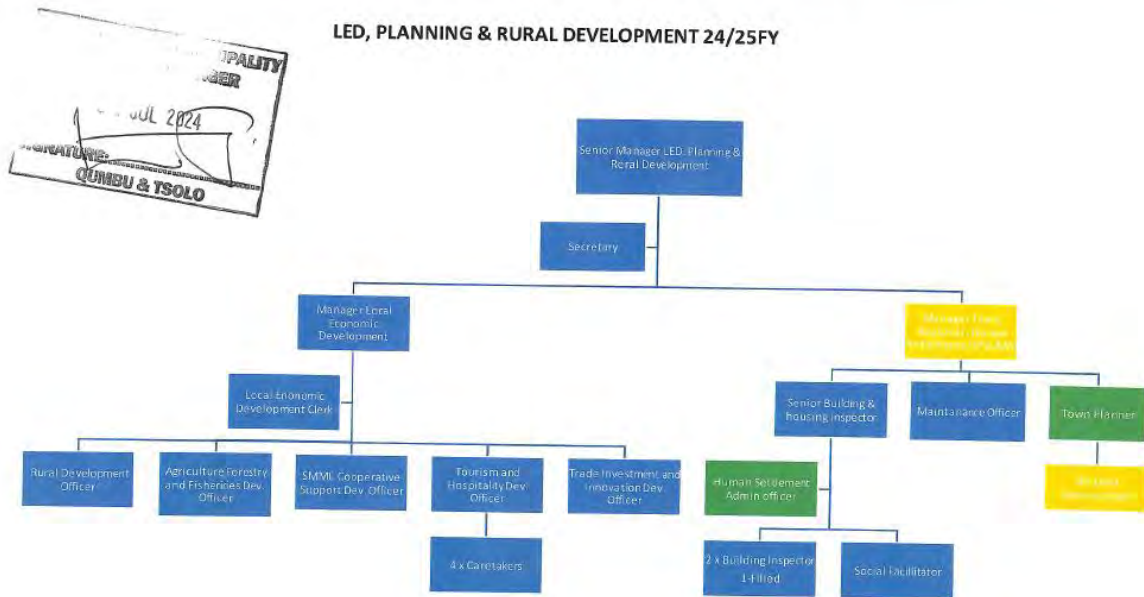 LED, PLANNING & RURAL DEVELOPMENT 24/25FY
JUL 2024
QUMBU & TSOLO
Senior Manager LED, Planning &
Reral Development
Secretary
Manager Local
Economic
Development
Manager
Local Economic
Development Clerk
Senior Building &
housing inspector
Maintanance Officer
Town Planner
Rural Development
Officer
Agriculture Forestry
and Fisheries Dev.
Officer
SMME Cooperative
Support Dev. Officer
Tourism and
Hospitality Dev
Officer
Trade Investment and
Innovation Dev.
Officer
Human Settlement
Admin officer
4 x Caretakers
2 x Building Inspector
1-Filled
Social Facilitator